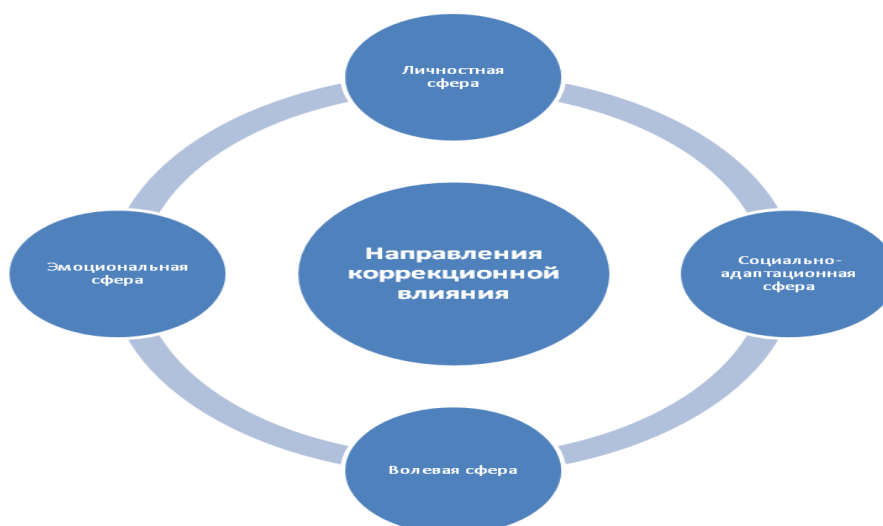 Личностная
сфера
Направления
коррекционной
влияния
Эмоциональная
сфера
Социально-
адаптационная
сфера
Волевая сфера